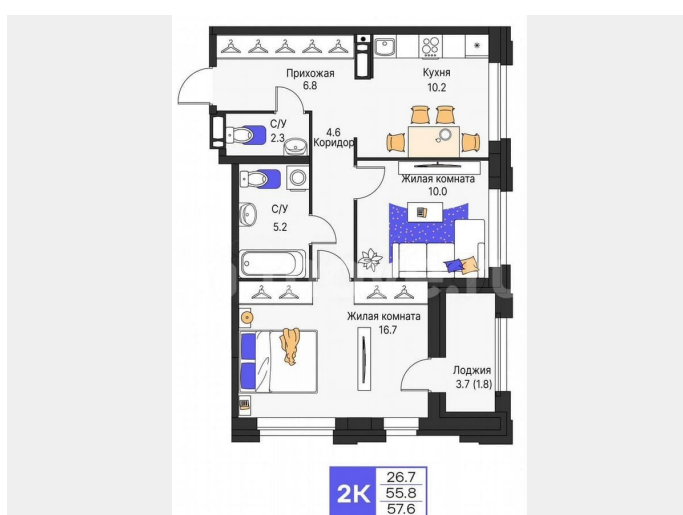 Прихожая
6.8
Кухня
10.2
С/У
2.3
4.6
Коридор
Жилая комната
10.0
С/У
5.2
Жилая комната
16.7
Лоджия
3.7 (1.8)
2К
26.7
55.8
57.6